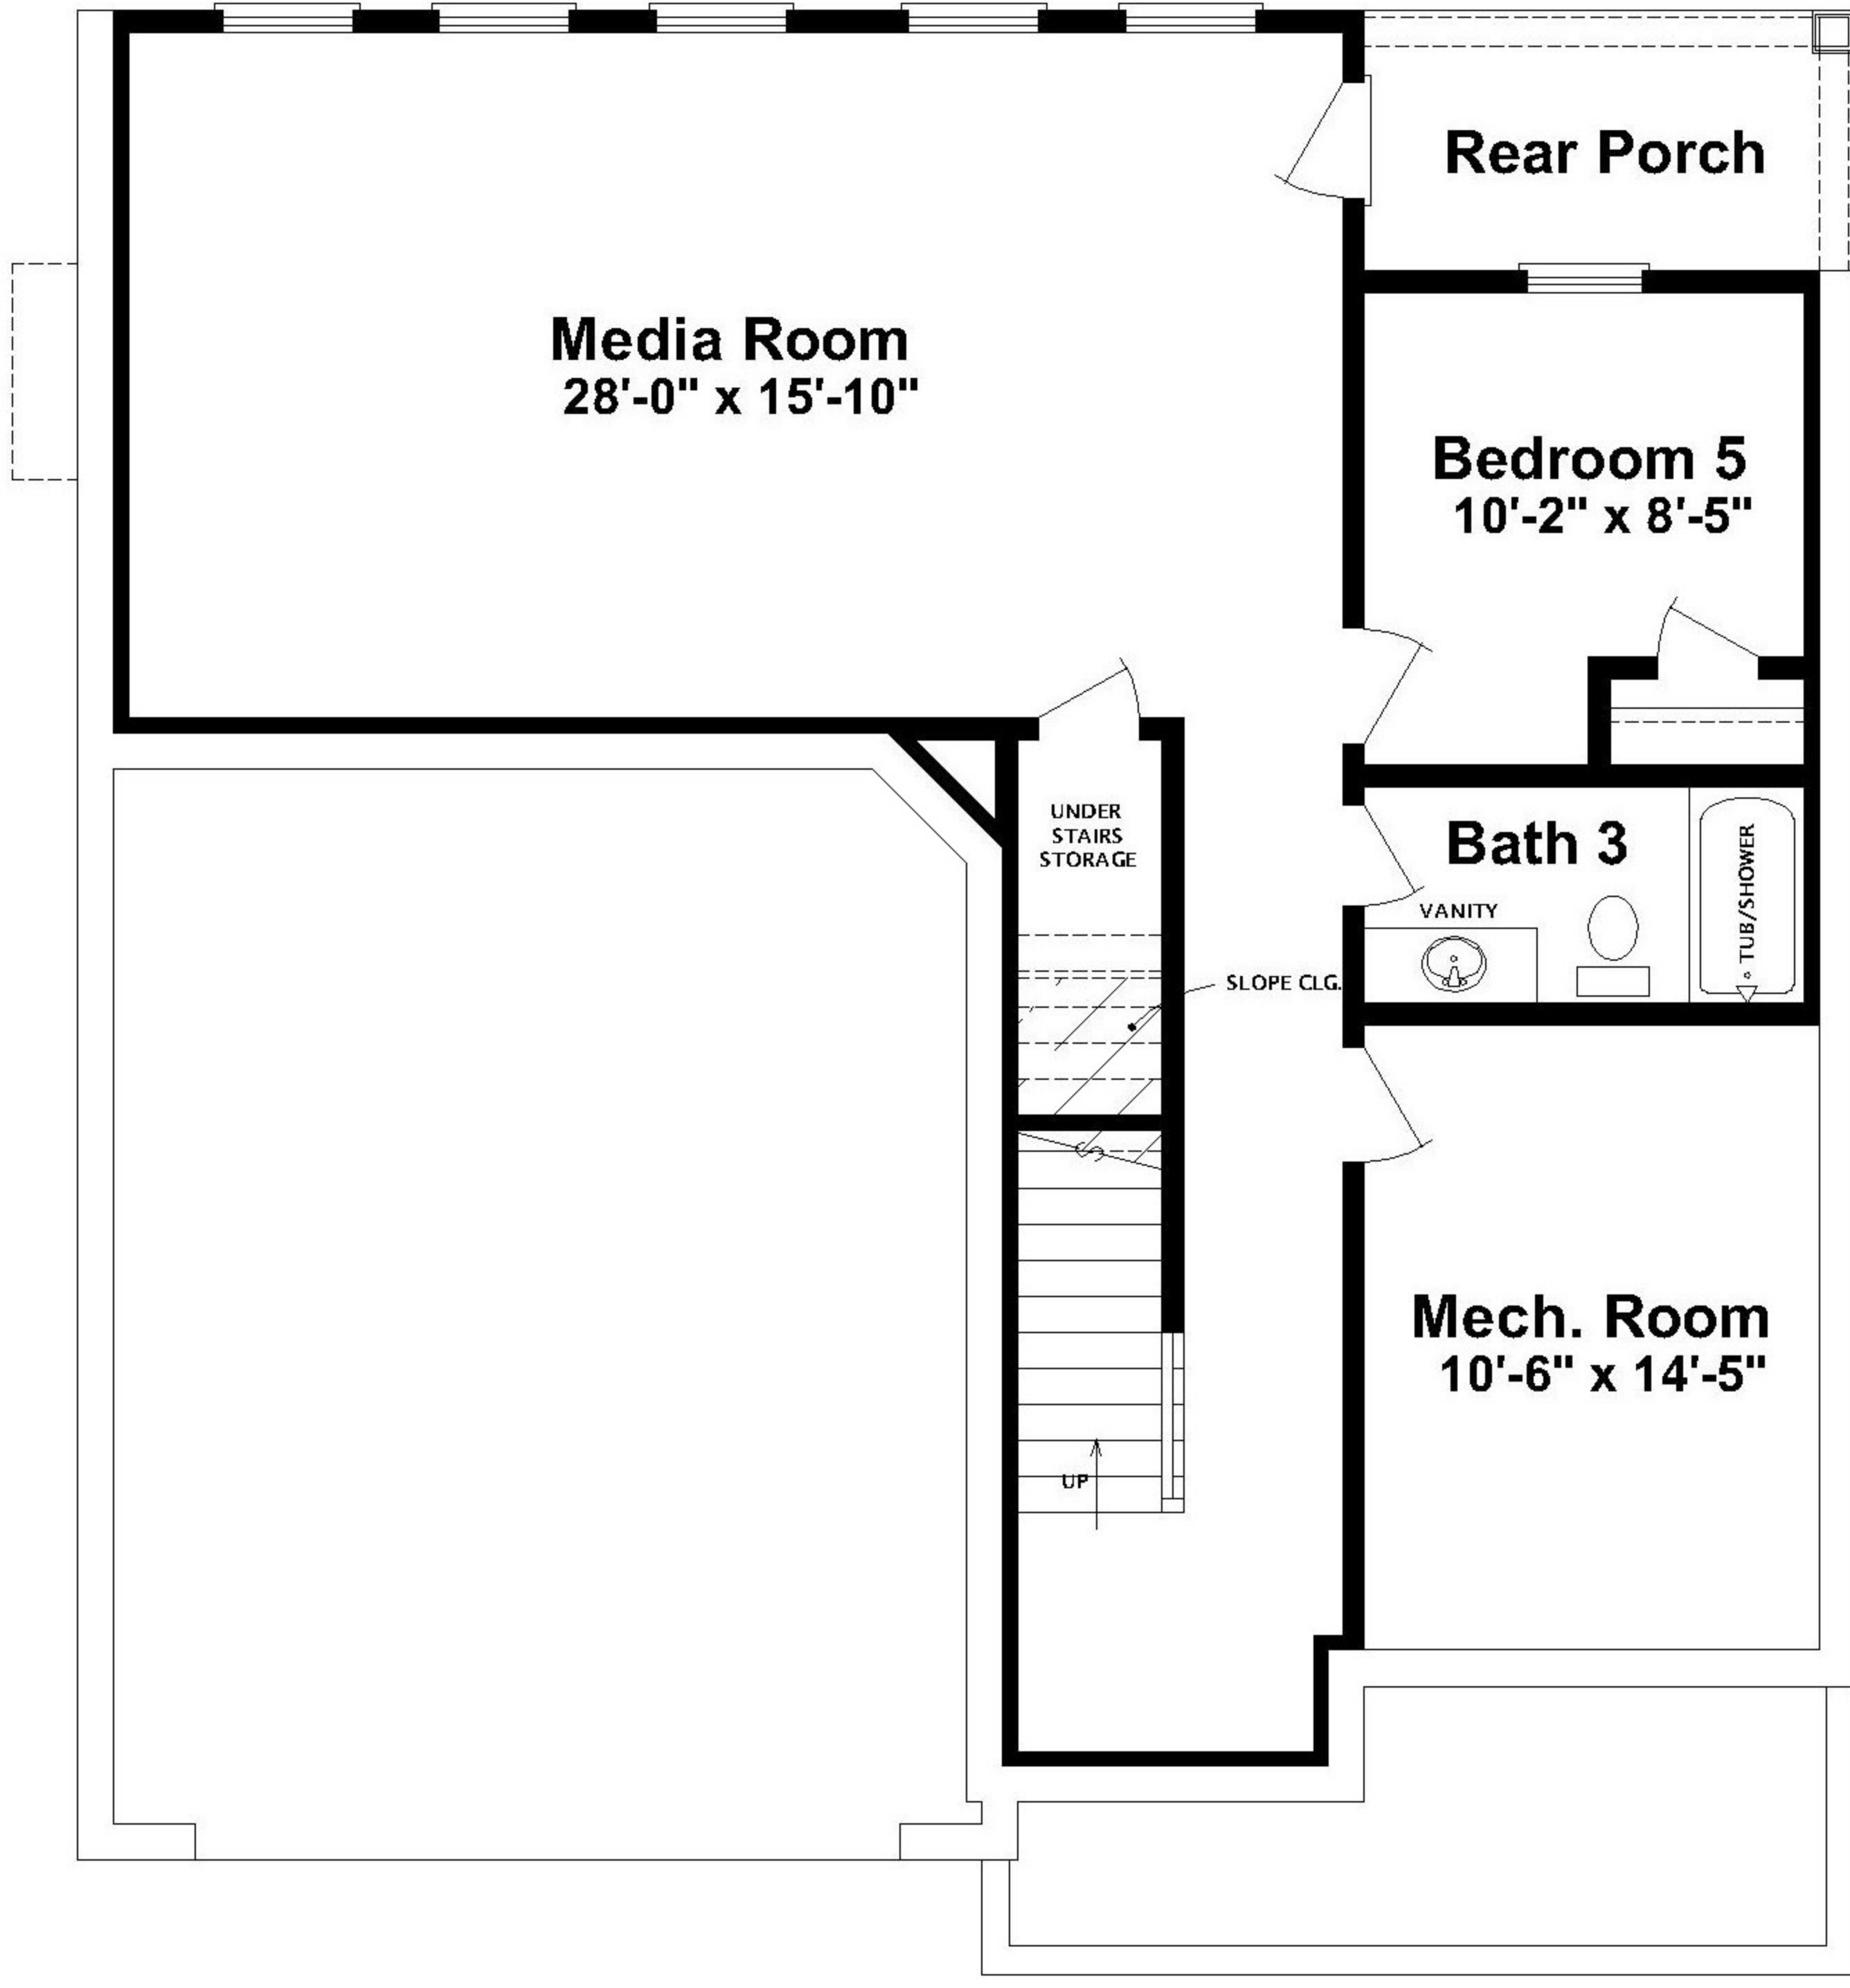 Rear Porch
Media Room
28'-0" x 15'-10"
Bedroom 5
10'-2" x 8'-5"
UNDER
STAIRS
STORAGE
Bath 3
TUB/SHOWER
VANITY
SLOPE CLG.
S
Mech. Room
10'-6" x 14'-5"
UP